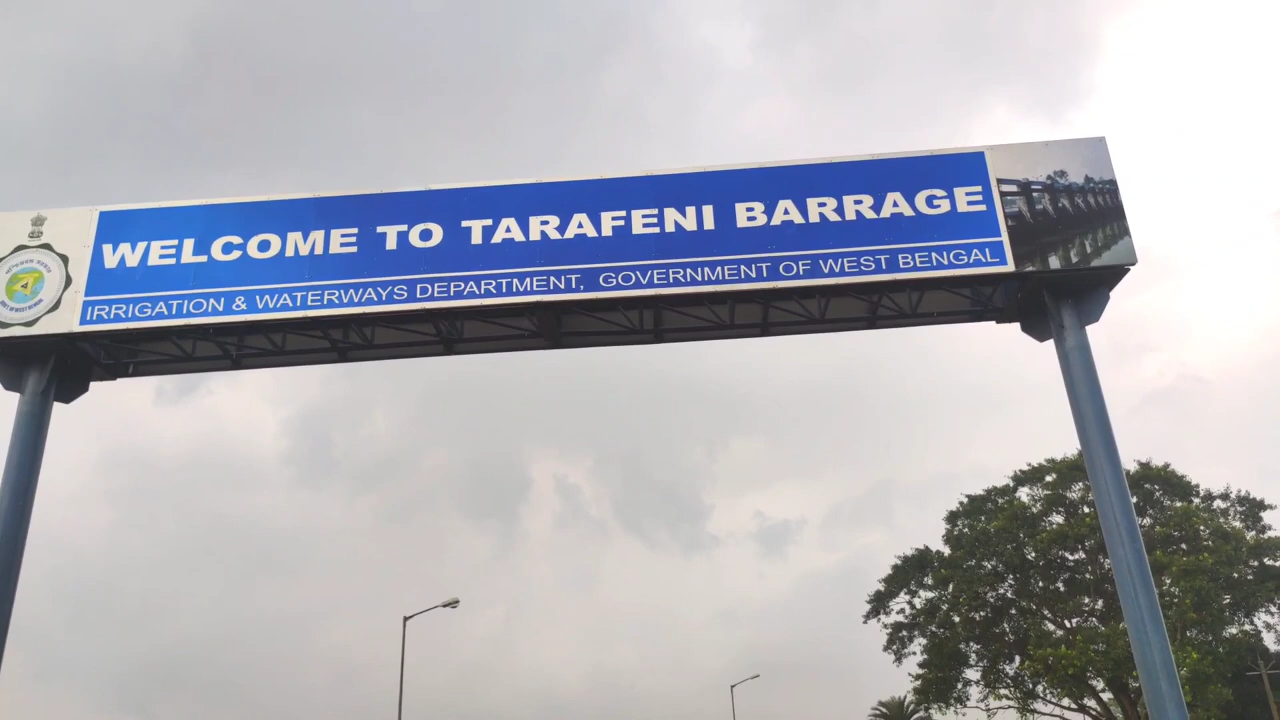 WELCOME TO TARAFENI BARRAGE
IRRIGATION & WATERWAYS DEPARTMENT, GOVERNMENT OF WEST BENGAL